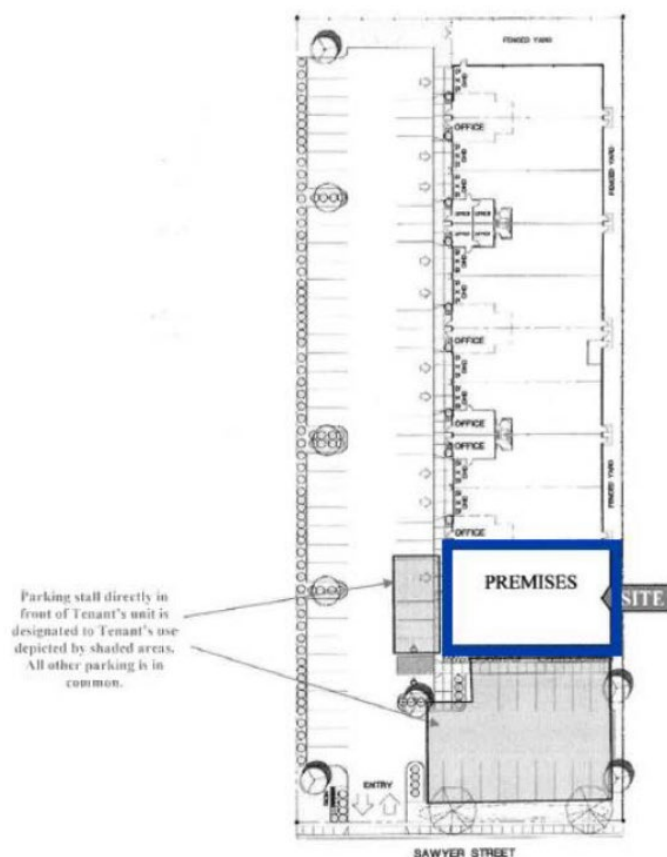 FENCED YARD
OFFICE
FENCED YARD
OFFICE OFFICE
OFFICE OFFICE
OFFICE
OFFICE
OFFICE
FENCED YARD
OFFICE
PREMISES
SITE
Parking stall directly in
front of Tenant's unit is
designated to Tenant's use
depicted by shaded areas.
All other parking is in
common.
ENTRY
SAWYER STREET